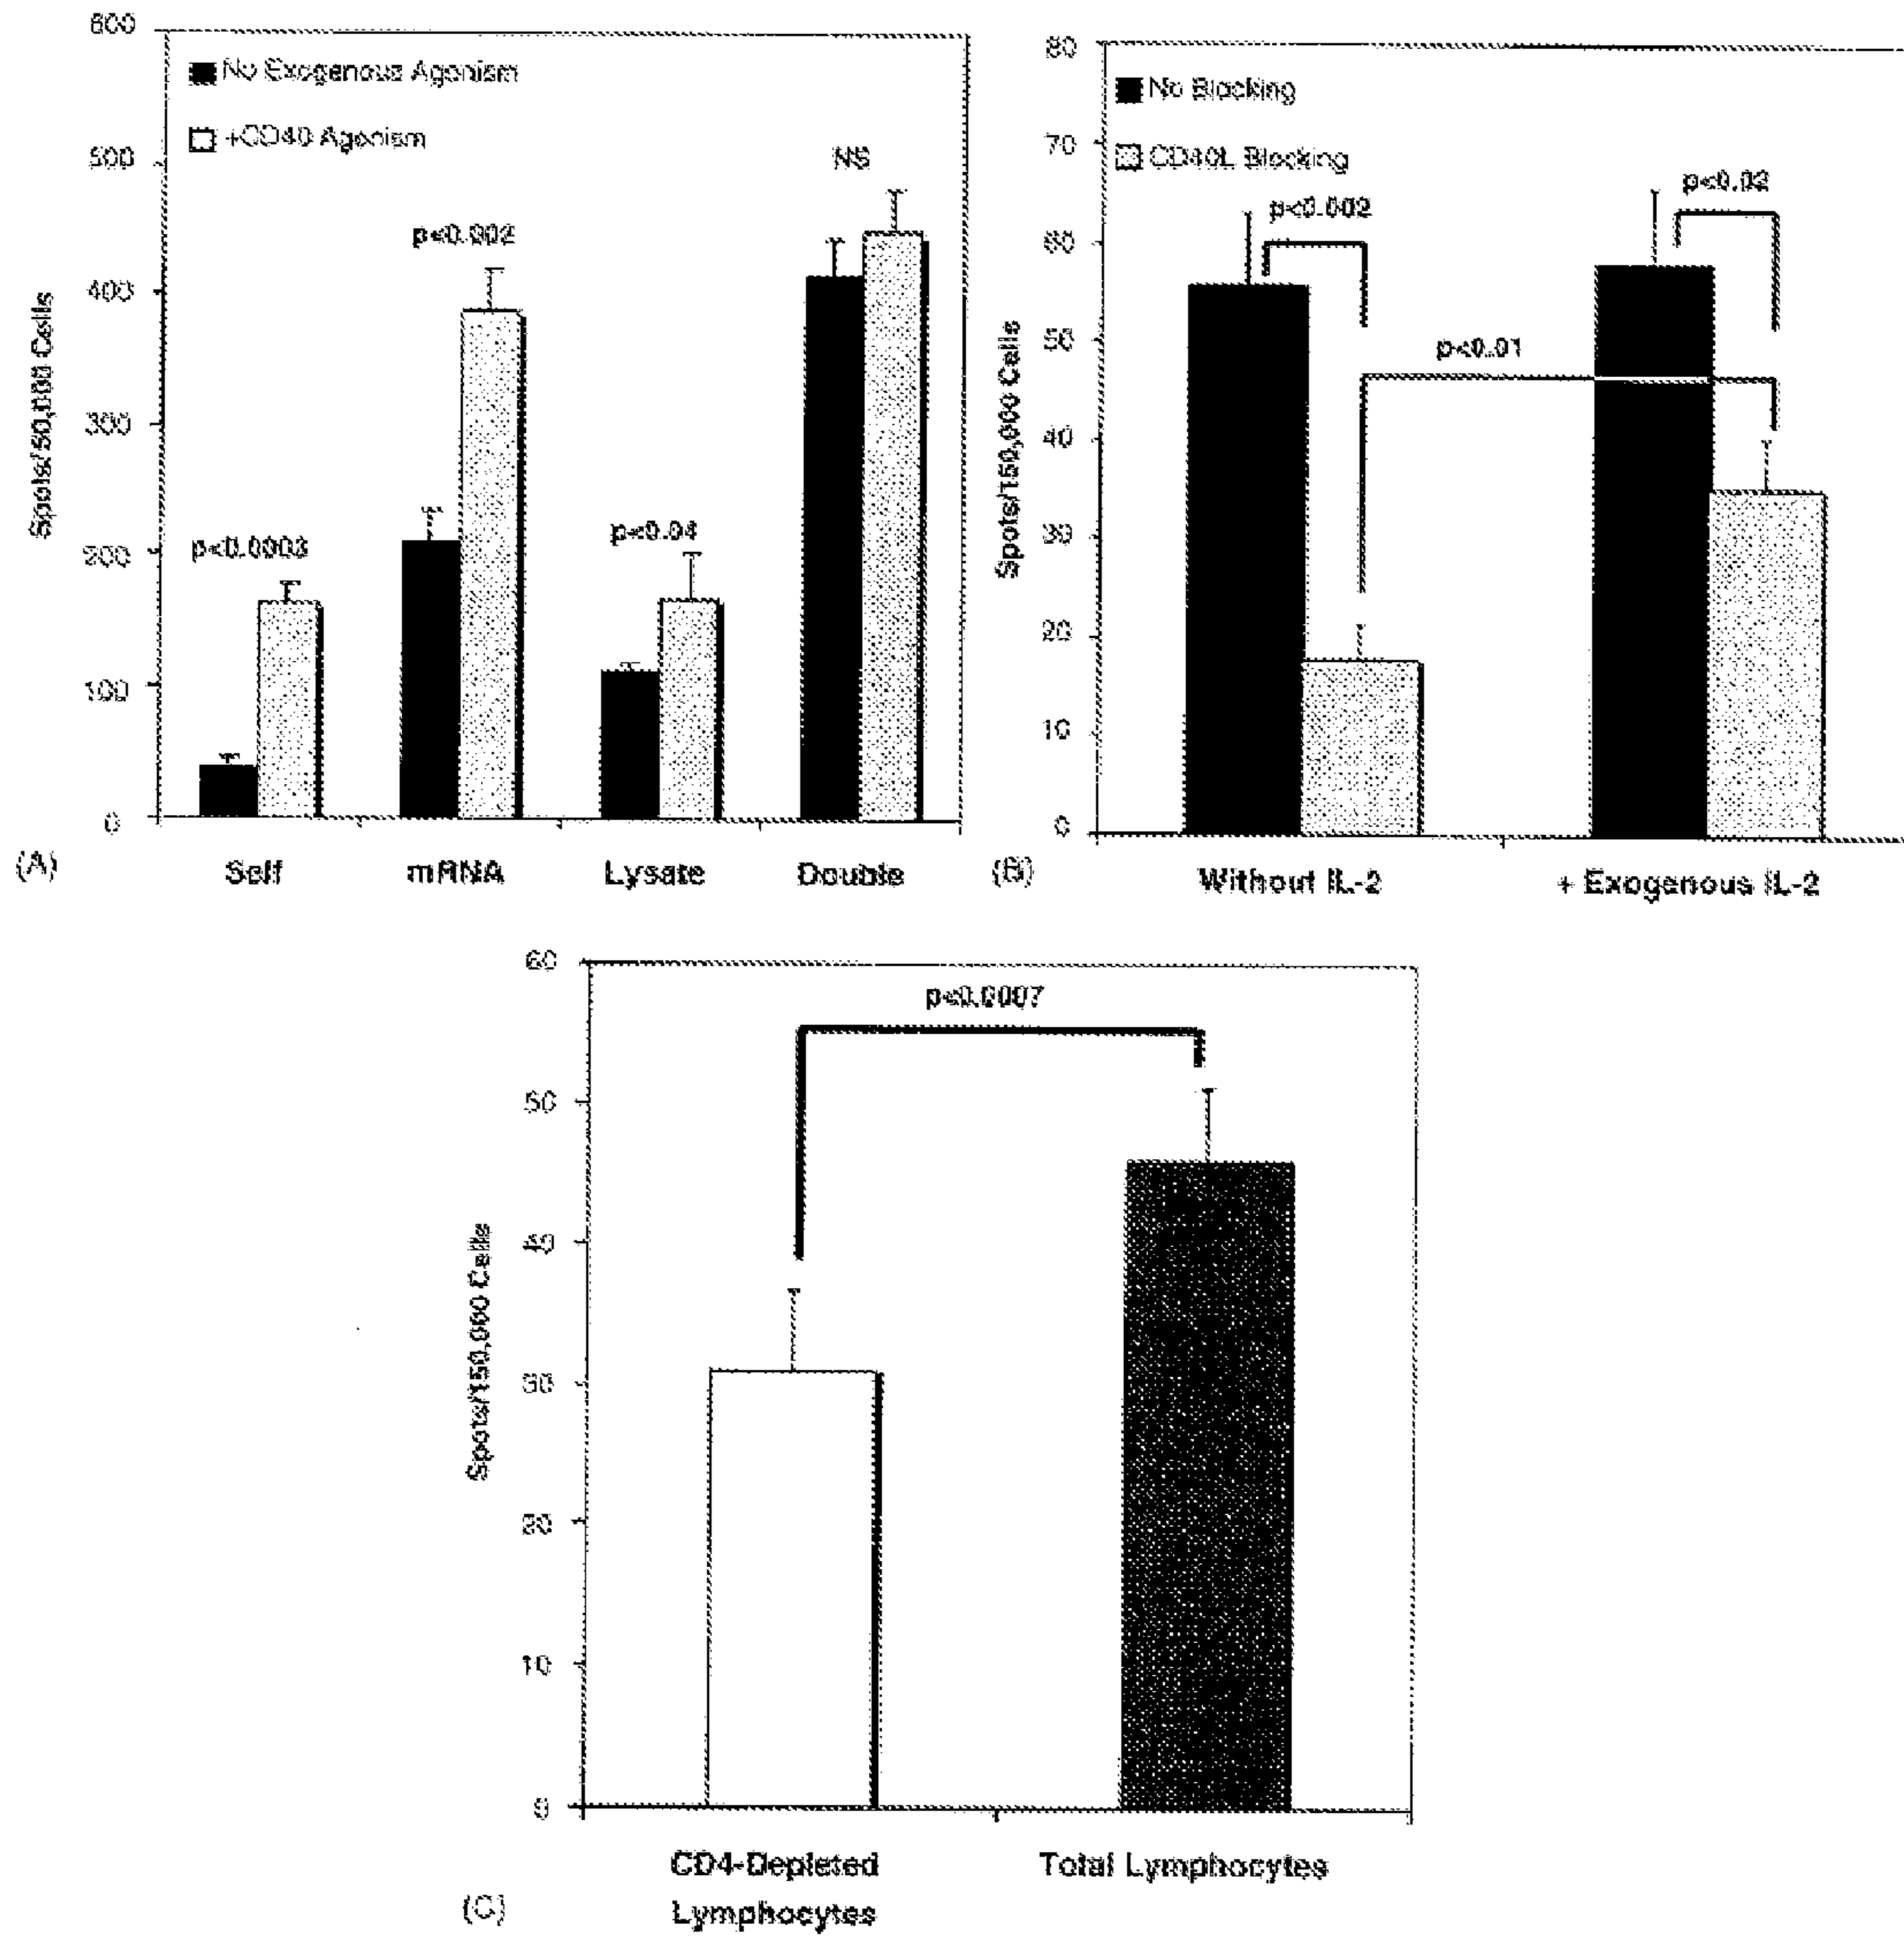 600
500
400
300
200
100
0
Spots/50,000 Cells
No Exogenous Agonism
+CD40 Agonism
p<0.0003
p<0.002
p<0.04
NS
(A)
Self
mRNA
Lysate
Double
80
70
60
50
40
30
20
10
0
Spots/150,000 Cells
No Blocking
CD40L Blocking
p<0.002
p<0.02
p<0.01
(B)
Without IL-2
+ Exogenous IL-2
60
50
40
30
20
10
0
Spots/150,000 Cells
p<0.0007
CD4-Depleted
Lymphocytes
Total Lymphocytes
(C)